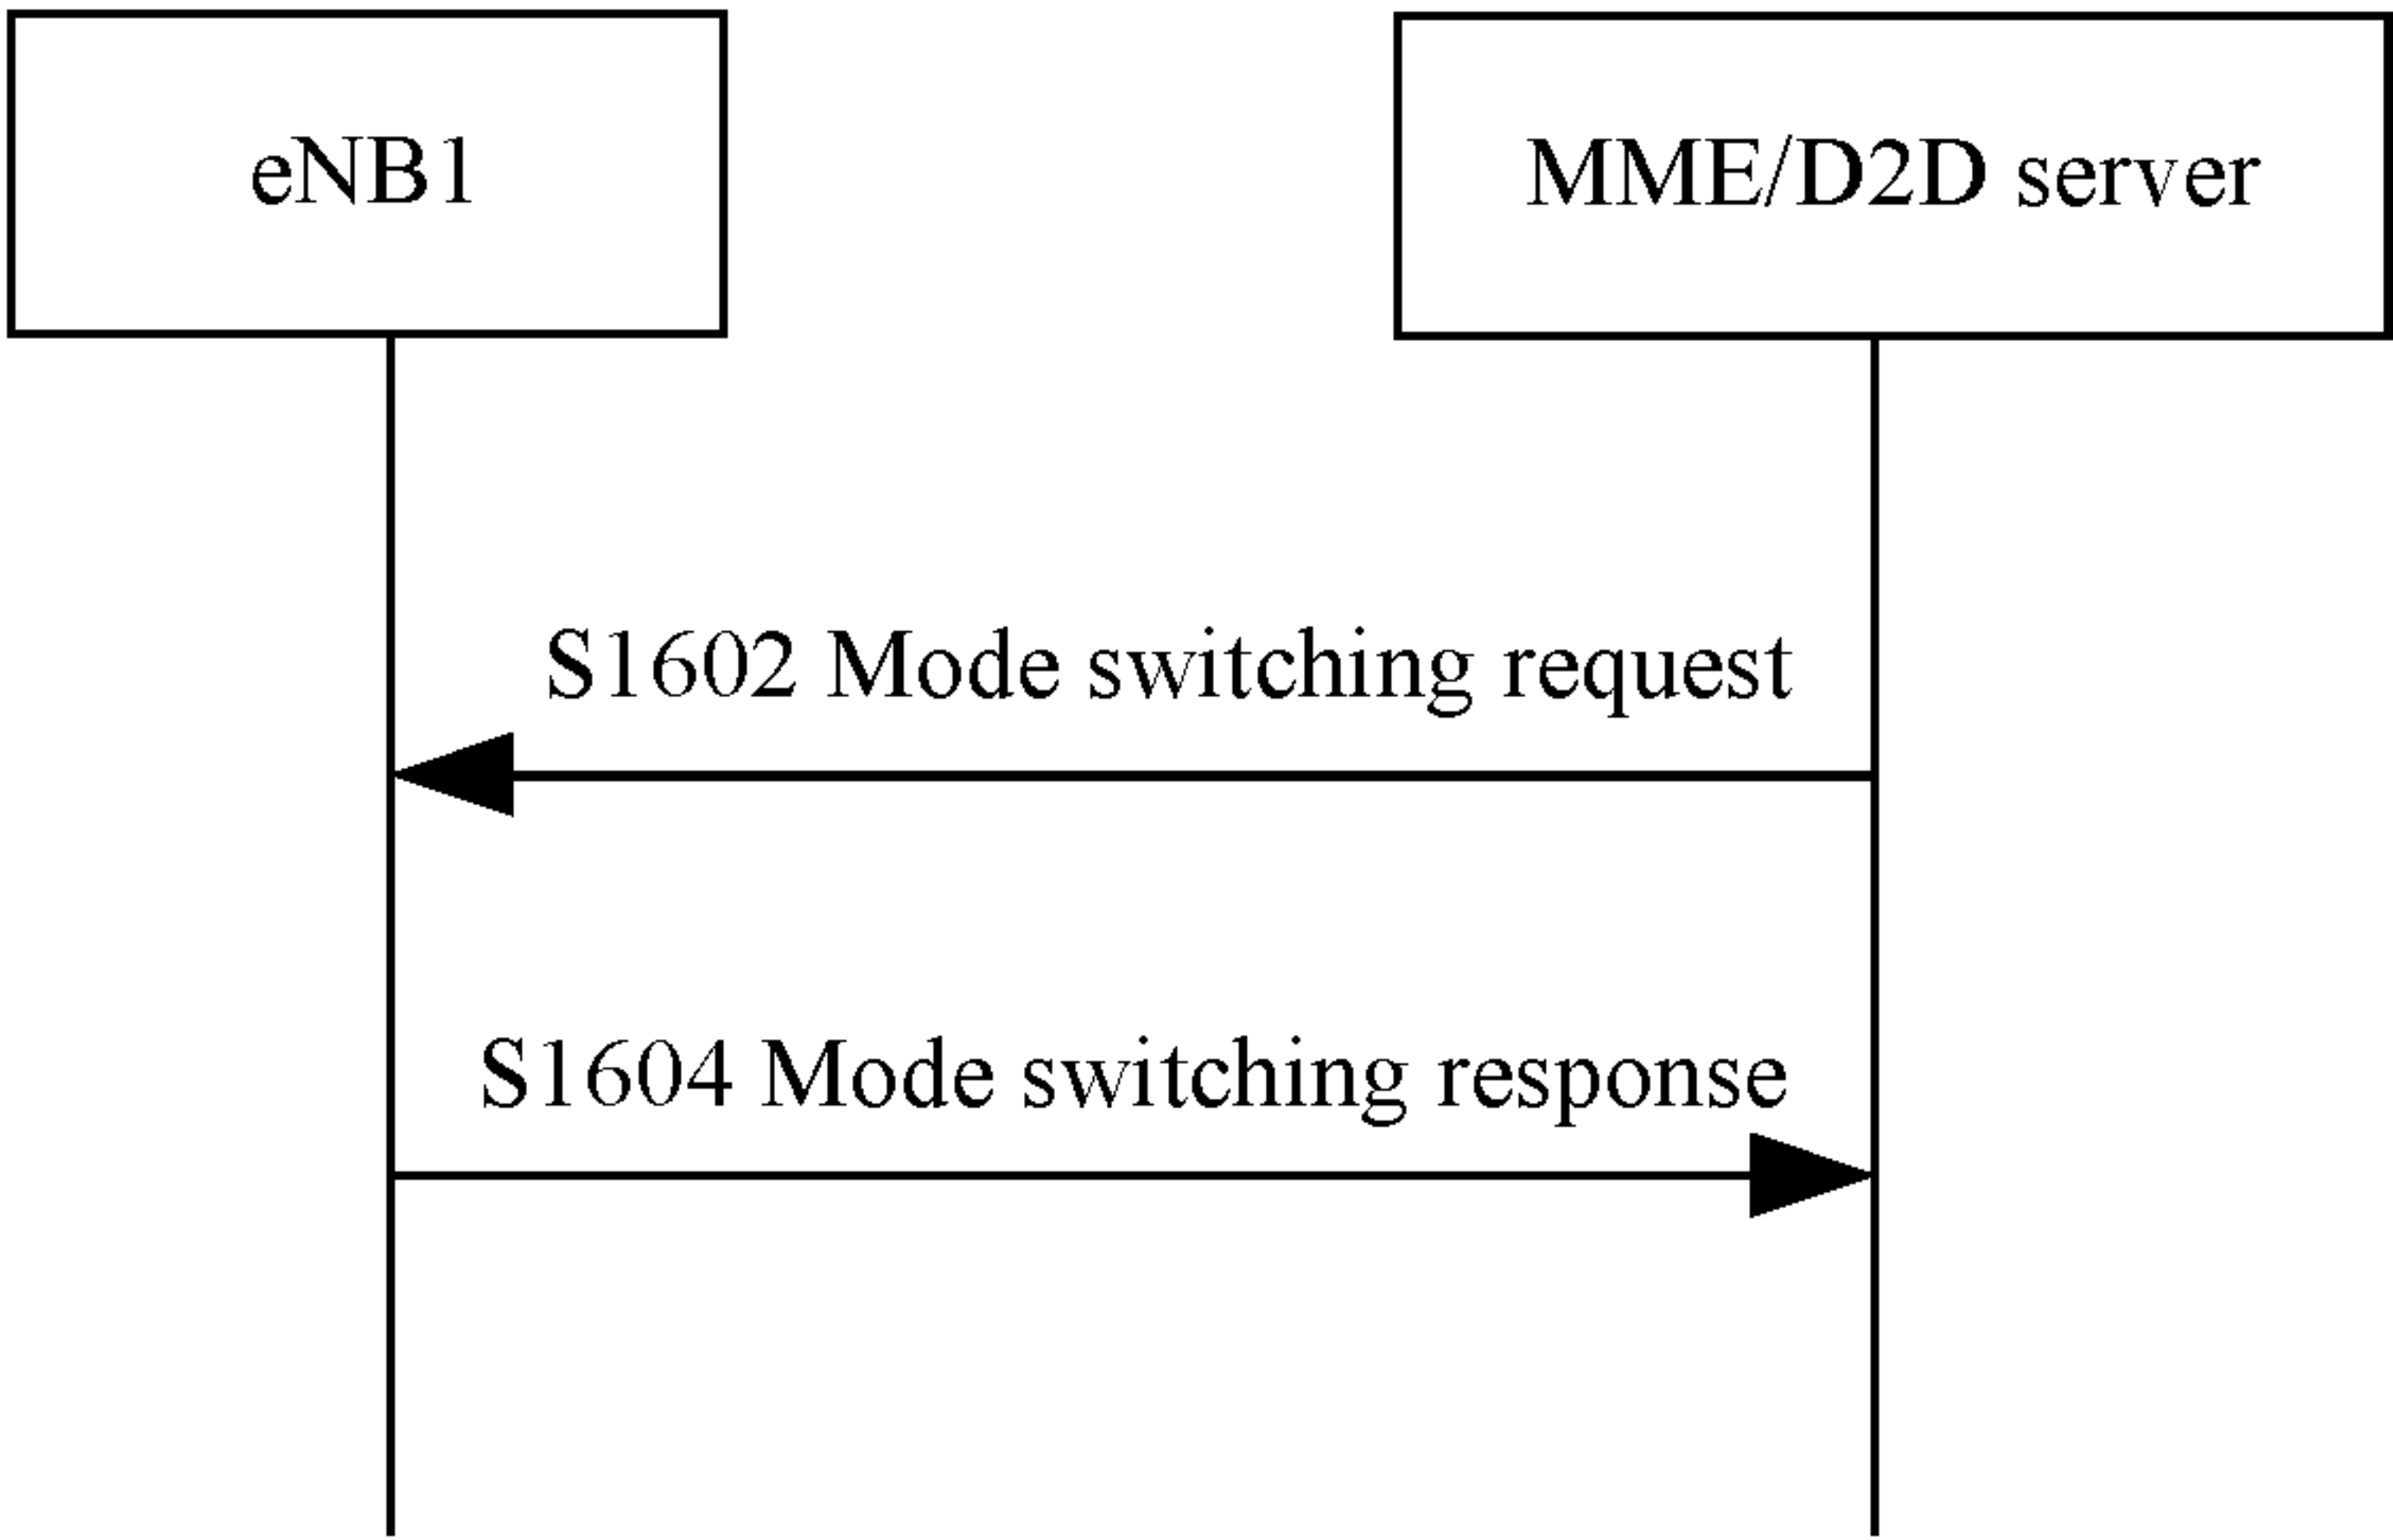 eNB1
MME/D2D server
S1602 Mode switching request
S1604 Mode switching response